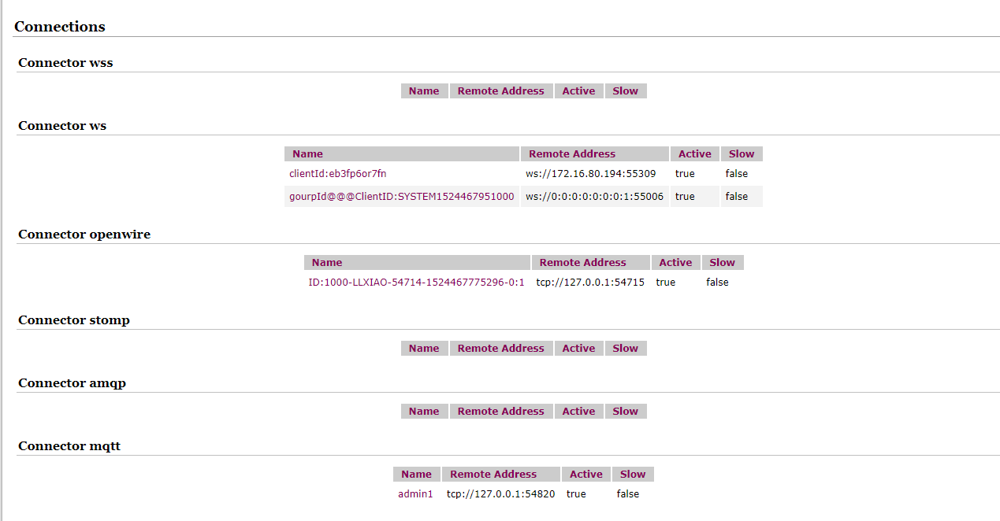 Connections
Connector wss
Name Remote Address Active Slow
Connector ws
Name Remote Address Active Slow
clientId:eb3fp6or7fn ws://172.16.80.194:55309 true false
gourpId@@@ClientID:SYSTEM1524467951000 ws://0:0:0:0:0:0:0:1:55006 true false
Connector openwire
Name Remote Address Active Slow
ID:1000-LLXIAO-54714-1524467775296-0:1 tcp://127.0.0.1:54715 true false
Connector stomp
Name Remote Address Active Slow
Connector amqp
Name Remote Address Active Slow
Connector mqtt
Name Remote Address Active Slow
admin1 tcp://127.0.0.1:54820 true false